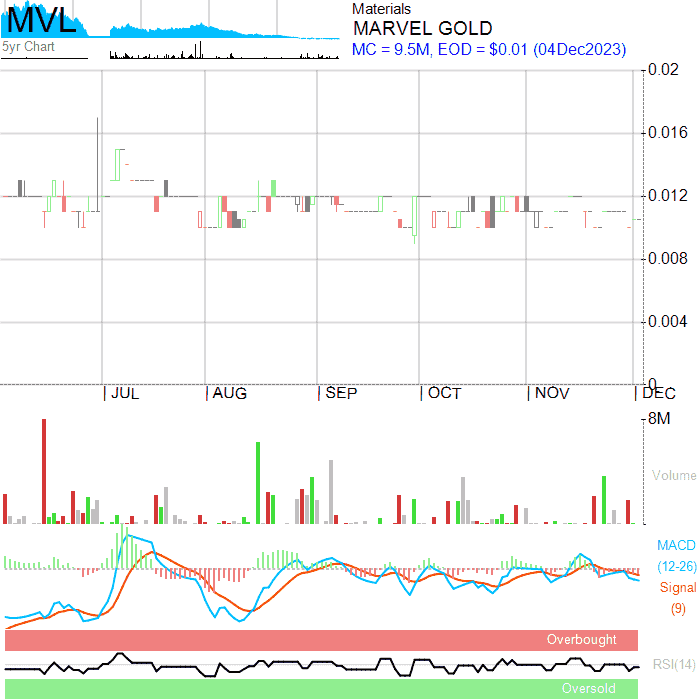 MVL
5yr Chart
Materials
MARVEL GOLD
MC = 9.5M, EOD = $0.01 (04Dec2023)
0.02
0.016
0.012
0.008
0.004
0
JUL AUG SEP OCT NOV DEC
8M
Volume
MACD
(12-26)
Signal
(9)
Overbought
RSI(14)
Oversold